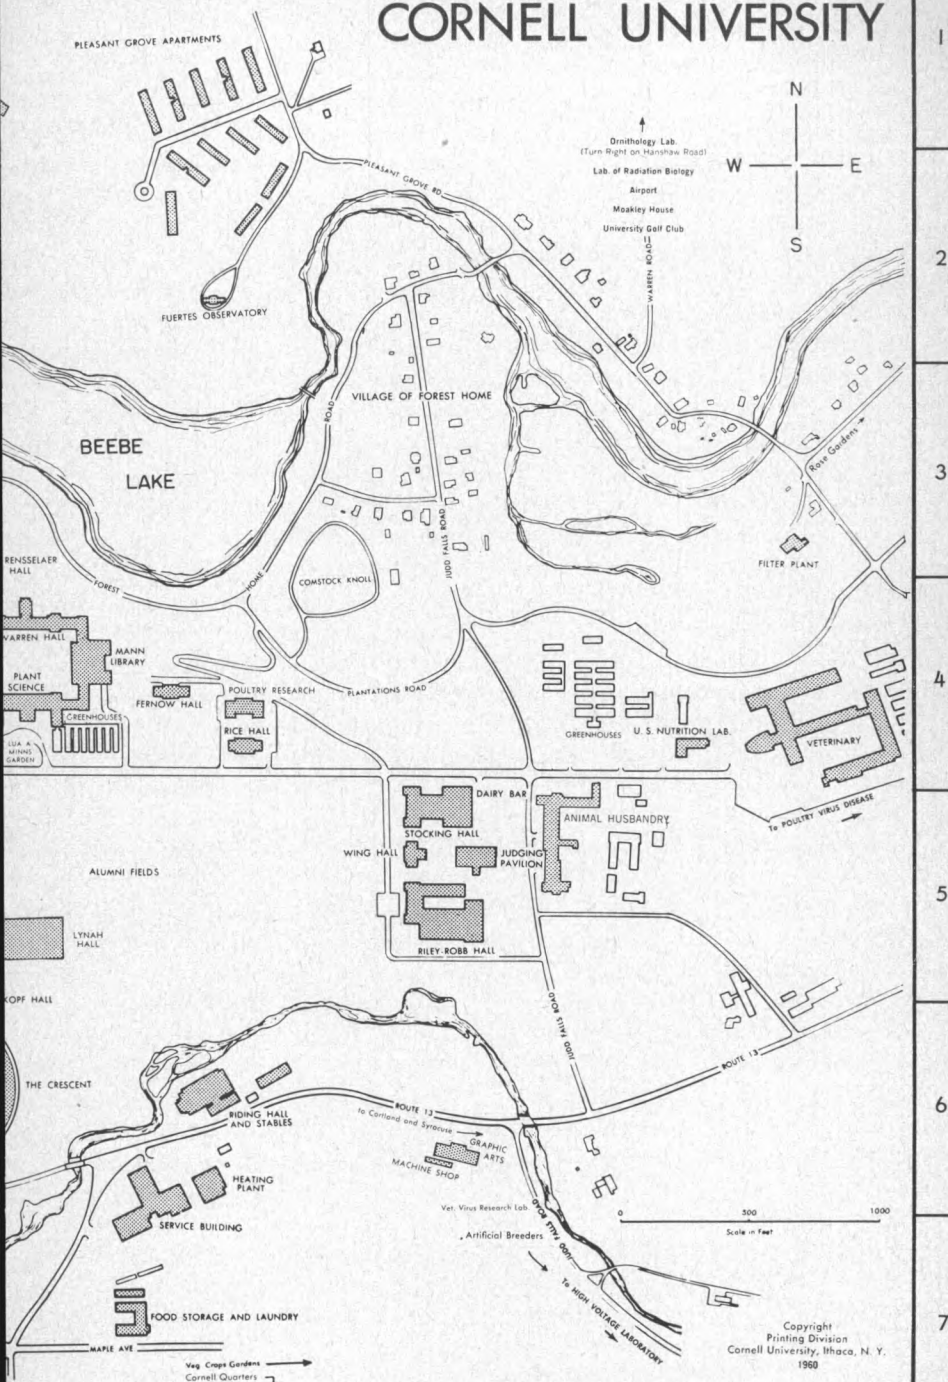 CORNELL UNIVERSITY
1
PLEASANT GROVE APARTMENTS
N
W
E
S
Ornithology Lab.
(Turn Right on Hanshaw Road)
Lab. of Radiation Biology
Airport
Moakley House
University Golf Club
PLEASANT GROVE RD.
WARREN ROAD
2
FUERTES OBSERVATORY
VILLAGE OF FOREST HOME
ROAD
BEEBE
LAKE
Rose Gardens
3
JUDD FALLS ROAD
RENSSELAER
HALL
FOREST
HOME
COMSTOCK KNOLL
FILTER PLANT
WARREN HALL
MANN
LIBRARY
PLANT
SCIENCE
FERNOW HALL
POULTRY RESEARCH
PLANTATIONS ROAD
4
GREENHOUSES
RICE HALL
GREENHOUSES
U. S. NUTRITION LAB.
VETERINARY
LUA A
MINNS
GARDEN
DAIRY BAR
To POULTRY VIRUS DISEASE
STOCKING HALL
ANIMAL HUSBANDRY
WING HALL
JUDGING
PAVILION
ALUMNI FIELDS
5
LYNAH
HALL
RILEY-ROBB HALL
KOPF HALL
JUDD FALLS ROAD
ROUTE 13
THE CRESCENT
RIDING HALL
AND STABLES
ROUTE 13
to Cortland and Syracuse
6
GRAPHIC
ARTS
MACHINE SHOP
HEATING
PLANT
SERVICE BUILDING
Vet. Virus Research Lab.
JUDD FALLS ROAD
0 500 1000
Scale in Feet
Artificial Breeders
To HIGH VOLTAGE LABORATORY
FOOD STORAGE AND LAUNDRY
7
MAPLE AVE
Copyright
Printing Division
Cornell University, Ithaca, N. Y.
1960
Veg Crops Gardens
Cornell Quarters